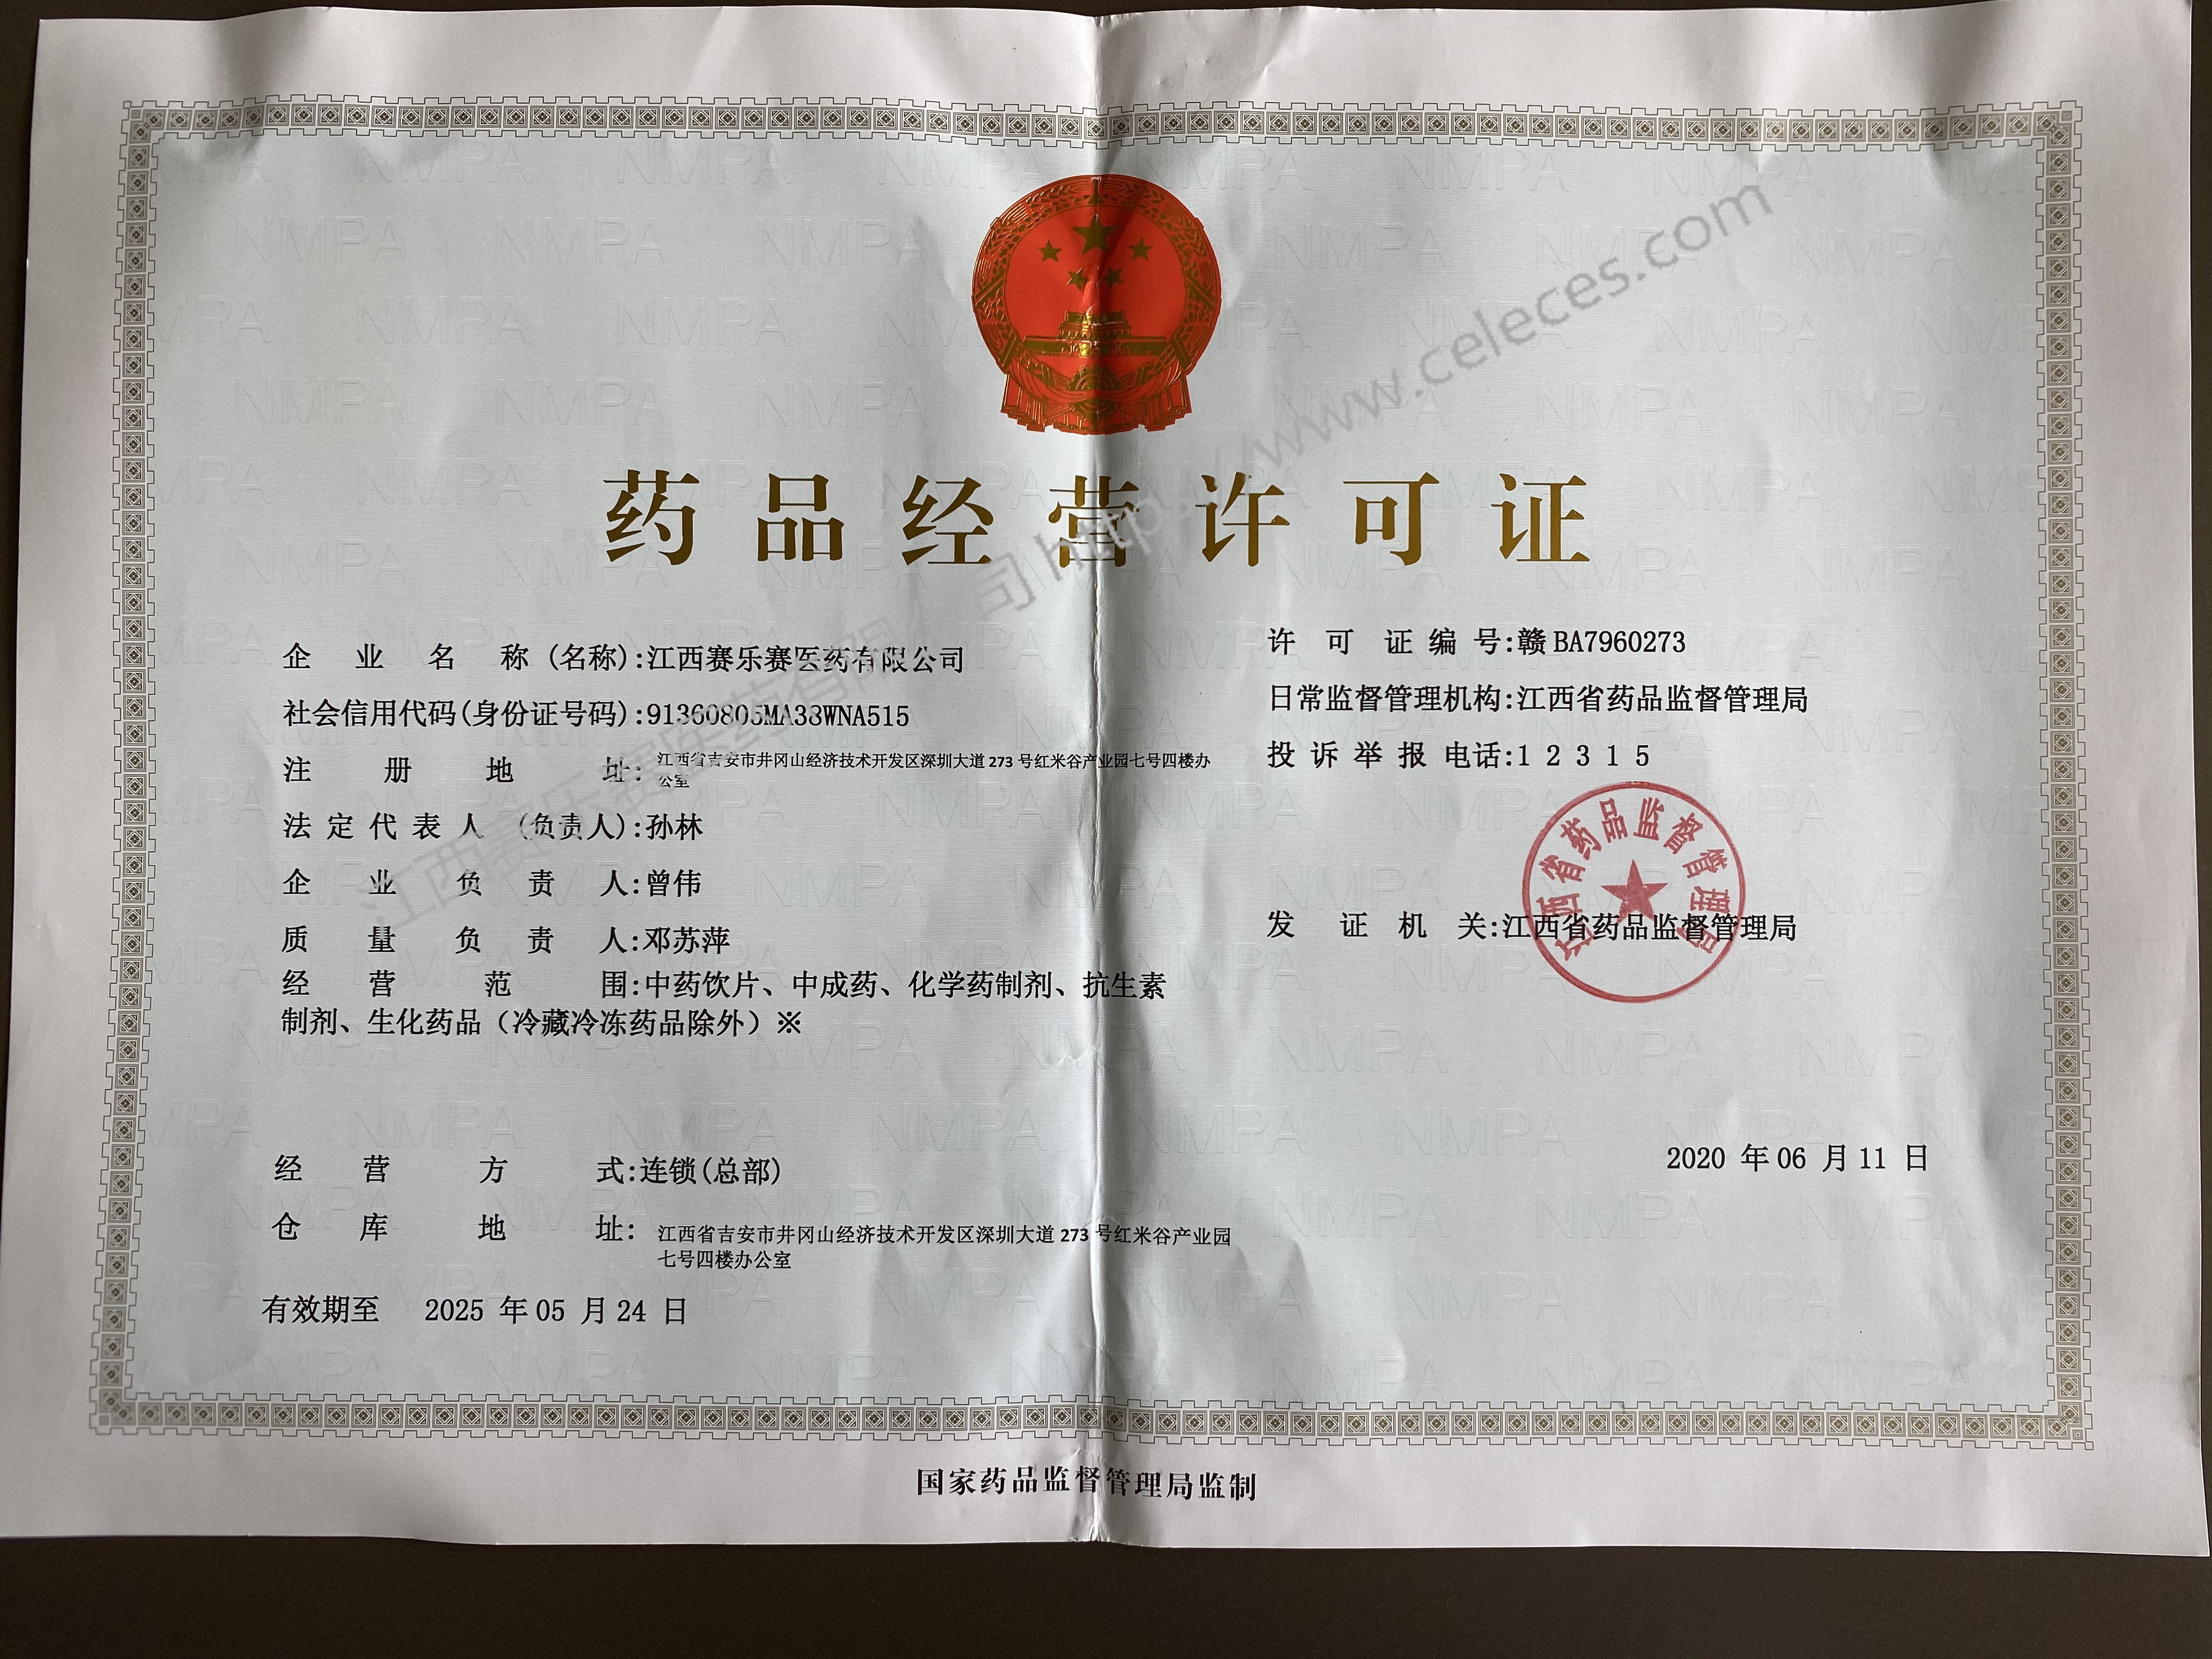 药品经营许可证
企业名称(名称):江西赛乐赛医药有限公司
社会信用代码(身份证号码):91360805MA38WNA515
注册地址:江西省吉安市井冈山经济技术开发区深圳大道273号红米谷产业园七号四楼办
公室
法定代表人(负责人):孙林
企业负责人:曾伟
质量负责人:邓苏萍
经营范围:中药饮片、中成药、化学药制剂、抗生素
制剂、生化药品（冷藏冷冻药品除外）※
经营方式:连锁(总部)
仓库地址:江西省吉安市井冈山经济技术开发区深圳大道273号红米谷产业园
七号四楼办公室
有效期至 2025年05月24日
许可证编号:赣BA7960273
日常监督管理机构:江西省药品监督管理局
投诉举报电话:12315
江西省药品监督管理局
发证机关:江西省药品监督管理局
2020年06月11日
国家药品监督管理局监制
江西赛乐赛医药有限公司 http://www.celeces.com
NMPA